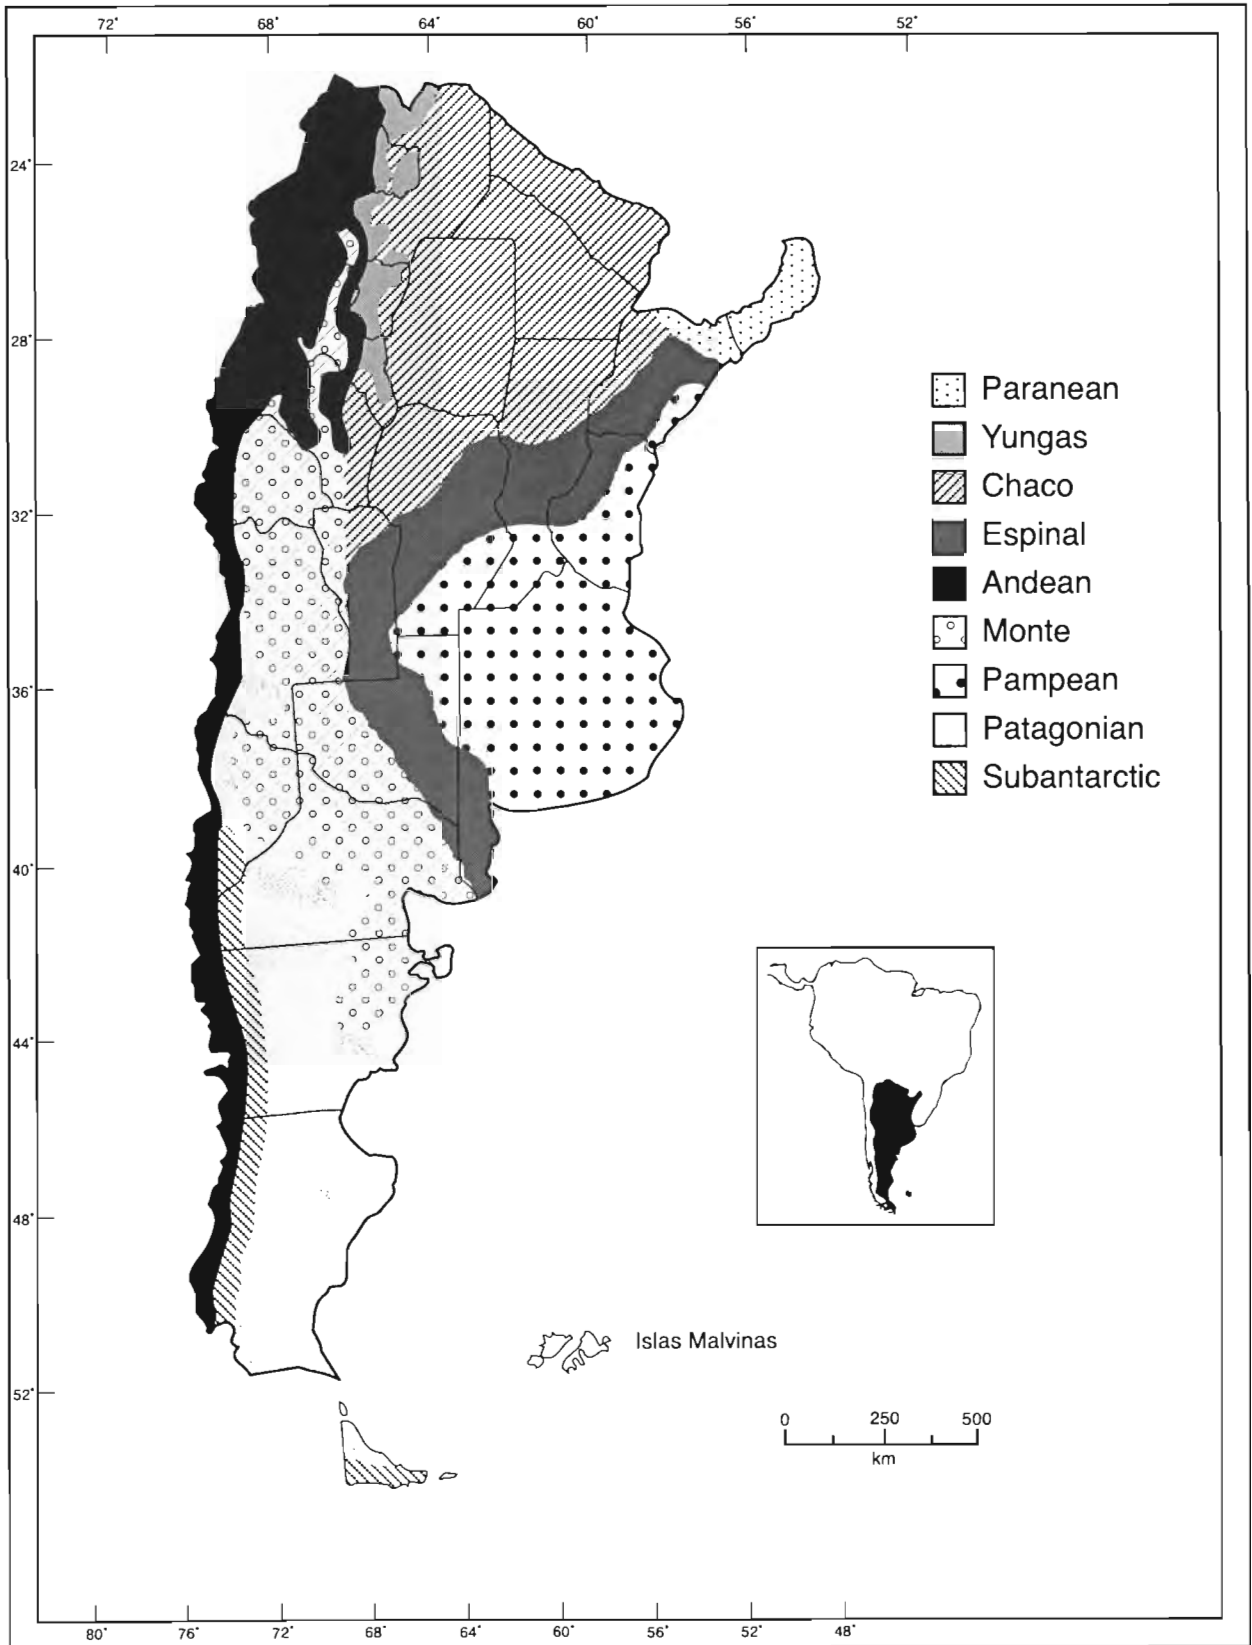 72° 68° 64° 60° 56° 52°
24°
28°
32°
36°
40°
44°
48°
52°
Paranean
Yungas
Chaco
Espinal
Andean
Monte
Pampean
Patagonian
Subantarctic
Islas Malvinas
0 250 500
km
80° 76° 72° 68° 64° 60° 56° 52° 48°